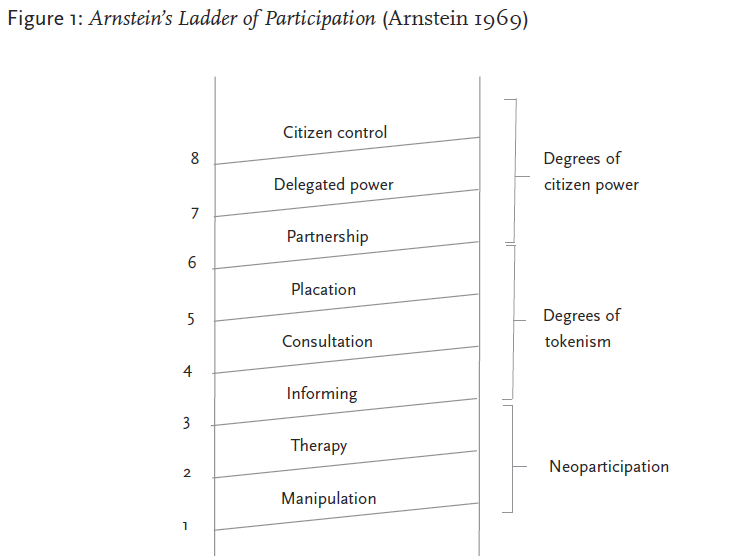 Figure 1: Arnstein's Ladder of Participation (Arnstein 1969)
Citizen control
8
Degrees of
citizen power
Delegated power
7
Partnership
6
Placation
5
Degrees of
tokenism
Consultation
4
Informing
3
Therapy
2
Neoparticipation
Manipulation
1